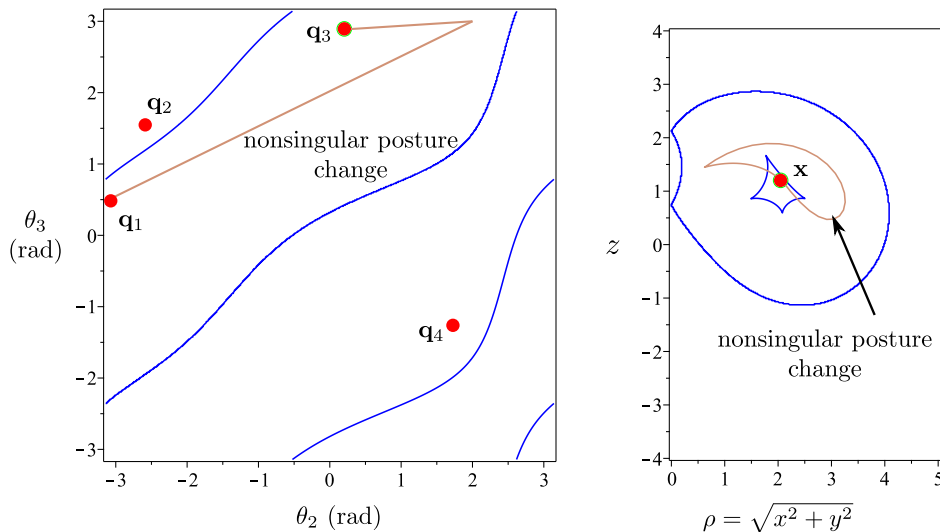 3
2
1
0
−1
−2
−3
θ₃
(rad)
q₃
q₂
q₁
q₄
nonsingular posture
change
−3 −2 −1 0 1 2 3
θ₂ (rad)
4
3
2
1
0
−1
−2
−3
−4
z
x
nonsingular posture
change
0 1 2 3 4 5
ρ = √x² + y²